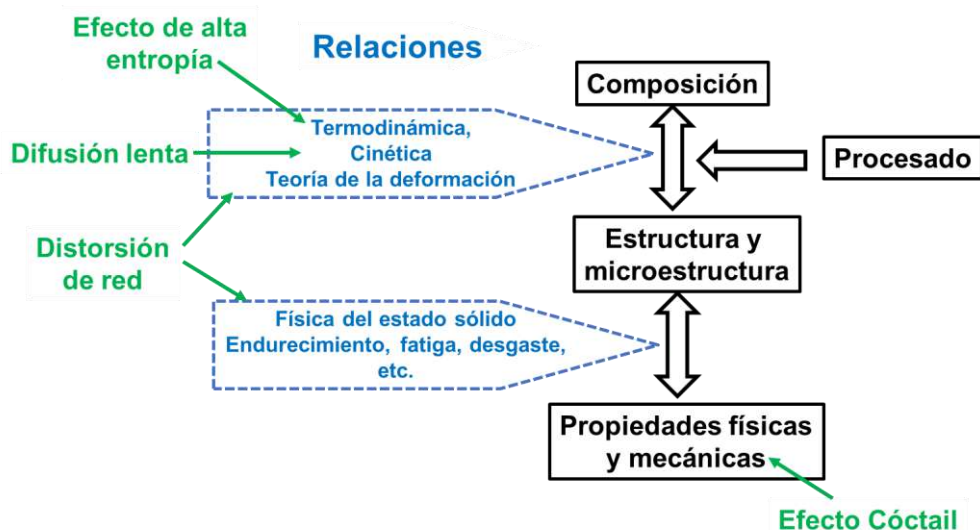 Efecto de alta
entropía
Relaciones
Composición
Termodinámica,
Cinética
Teoría de la deformación
Difusión lenta
Procesado
Distorsión
de red
Estructura y
microestructura
Física del estado sólido
Endurecimiento, fatiga, desgaste,
etc.
Propiedades físicas
y mecánicas
Efecto Cóctail